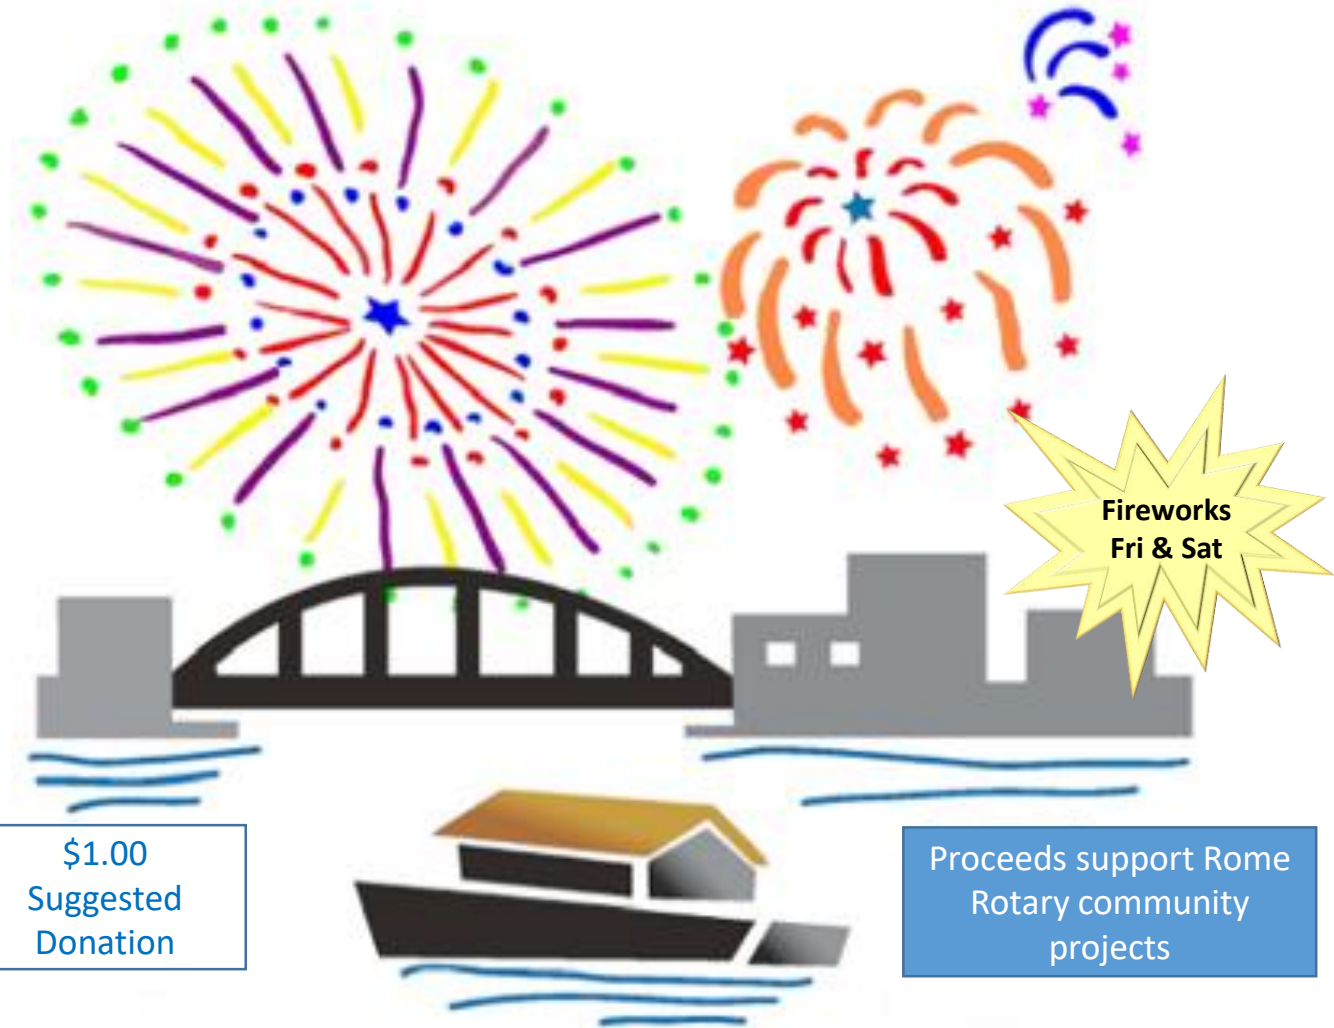 Fireworks
Fri & Sat
$1.00
Suggested
Donation
Proceeds support Rome
Rotary community
projects